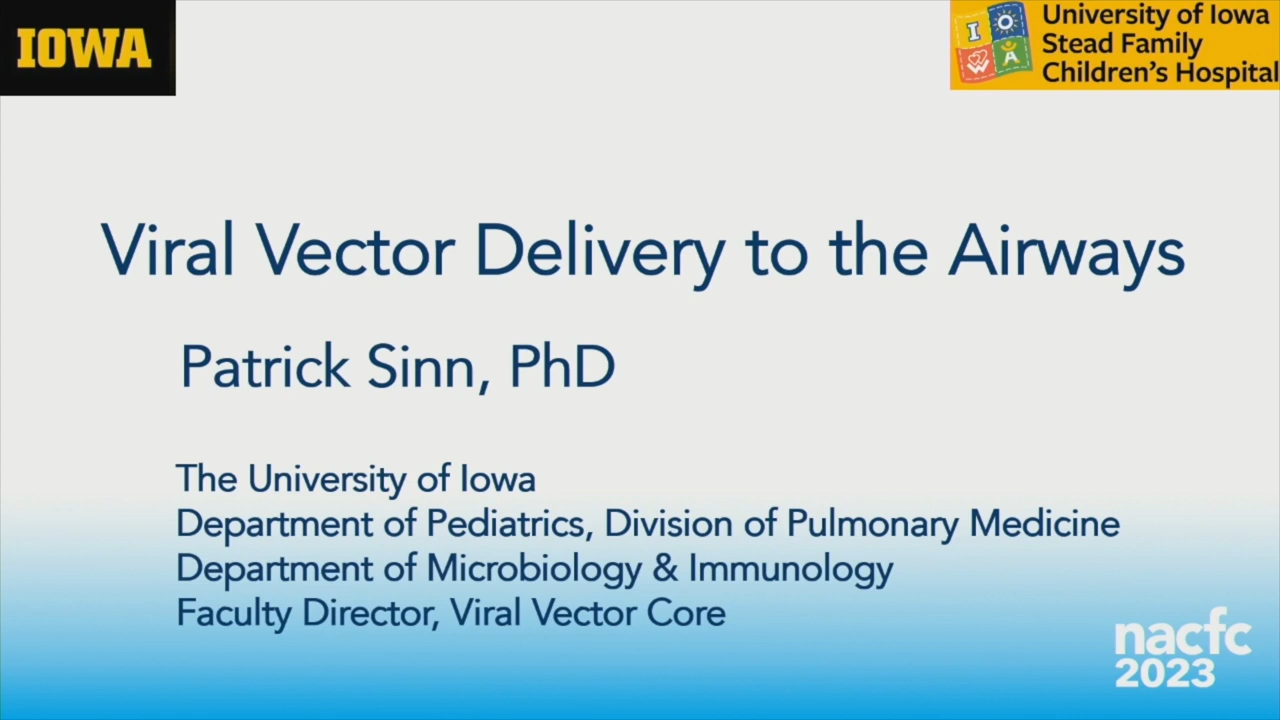 IOWA
IOWA
University of Iowa
Stead Family
Children's Hospital
Viral Vector Delivery to the Airways
Patrick Sinn, PhD
The University of Iowa
Department of Pediatrics, Division of Pulmonary Medicine
Department of Microbiology & Immunology
Faculty Director, Viral Vector Core
nacfc
2023